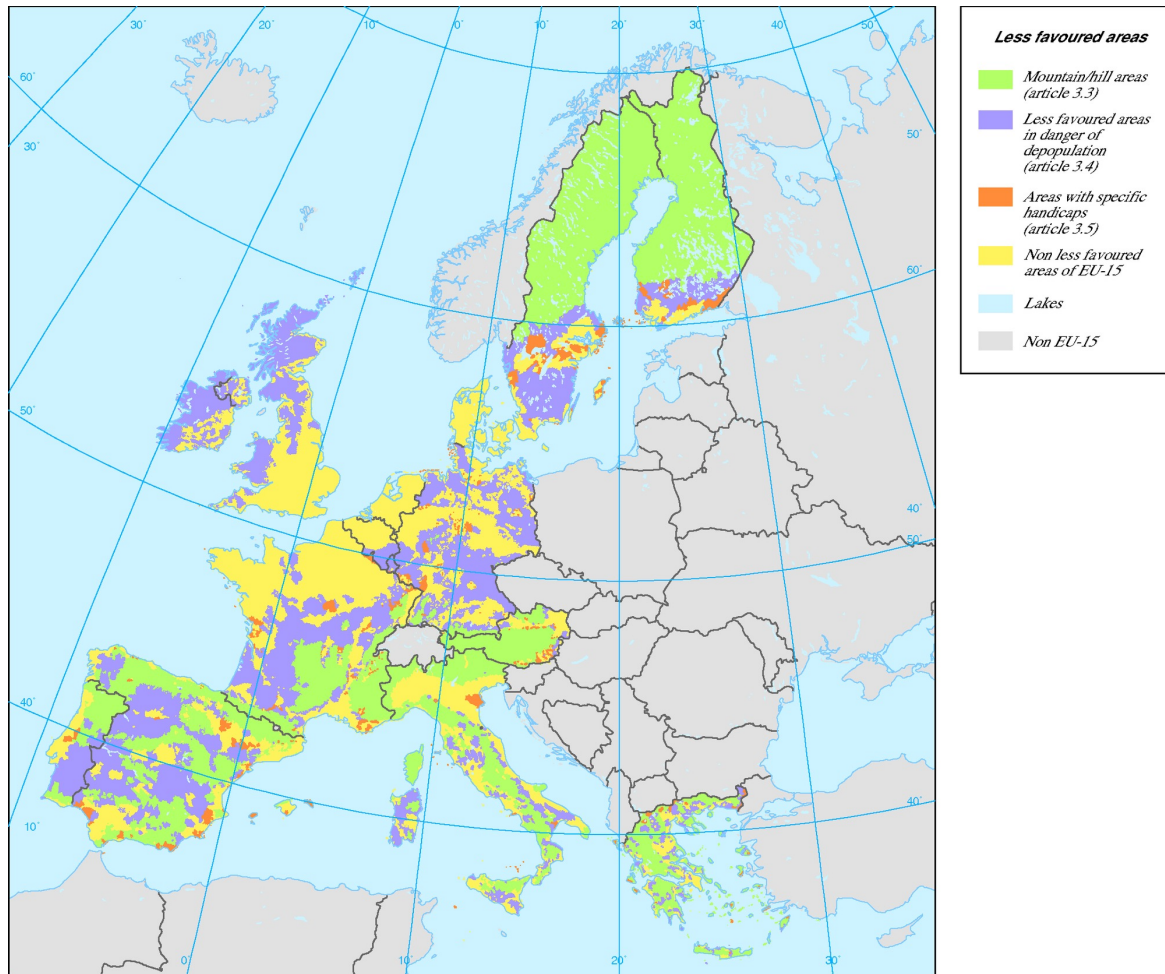 30˚
20˚
10˚
0˚
10˚
20˚
30˚
40˚
60˚
50˚
30˚
60˚
50˚
40˚
50˚
40˚
40˚
10˚
0˚
10˚
20˚
30˚
Less favoured areas
Mountain/hill areas
(article 3.3)
Less favoured areas
in danger of
depopulation
(article 3.4)
Areas with specific
handicaps
(article 3.5)
Non less favoured
areas of EU-15
Lakes
Non EU-15